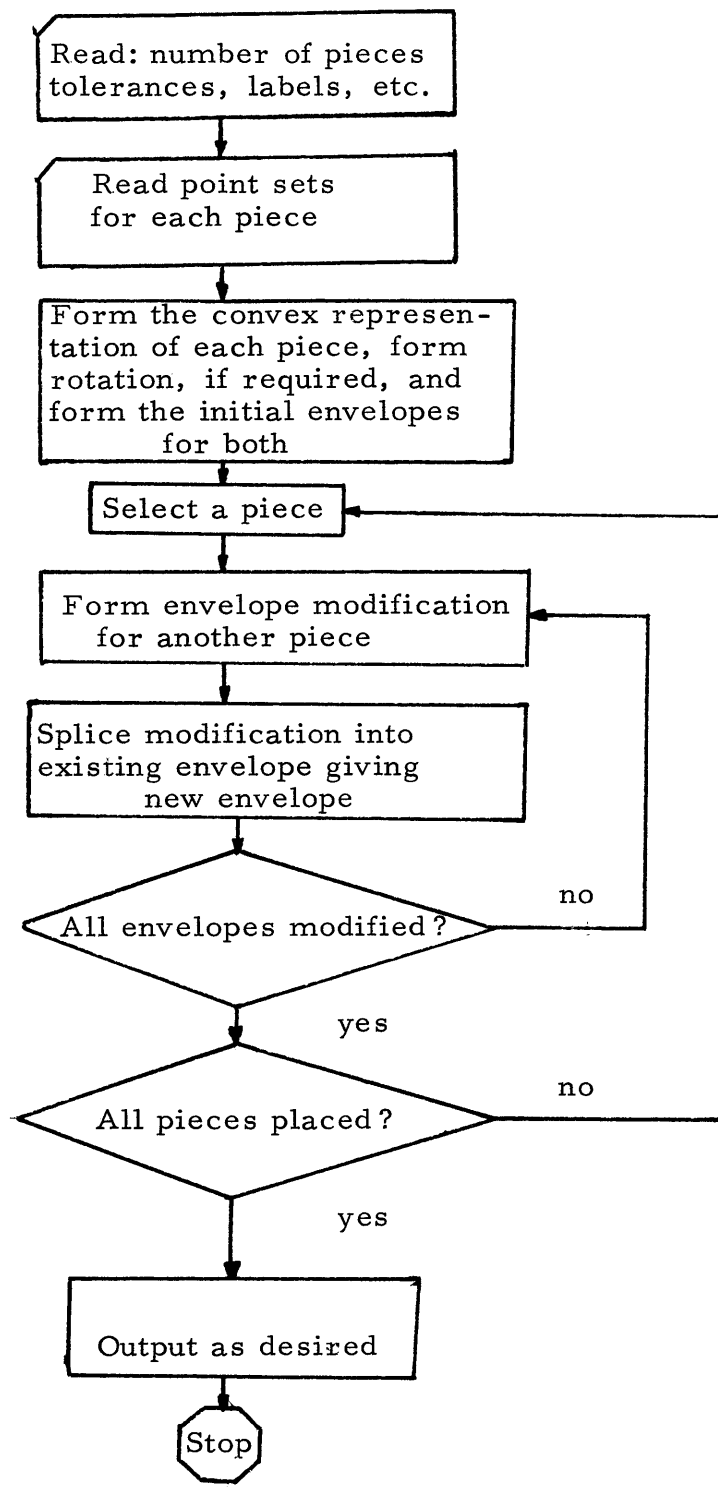 Read: number of pieces
tolerances, labels, etc.
Read point sets
for each piece
Form the convex represen-
tation of each piece, form
rotation, if required, and
form the initial envelopes
for both
Select a piece
Form envelope modification
for another piece
Splice modification into
existing envelope giving
new envelope
All envelopes modified?
no
yes
All pieces placed?
no
yes
Output as desired
Stop